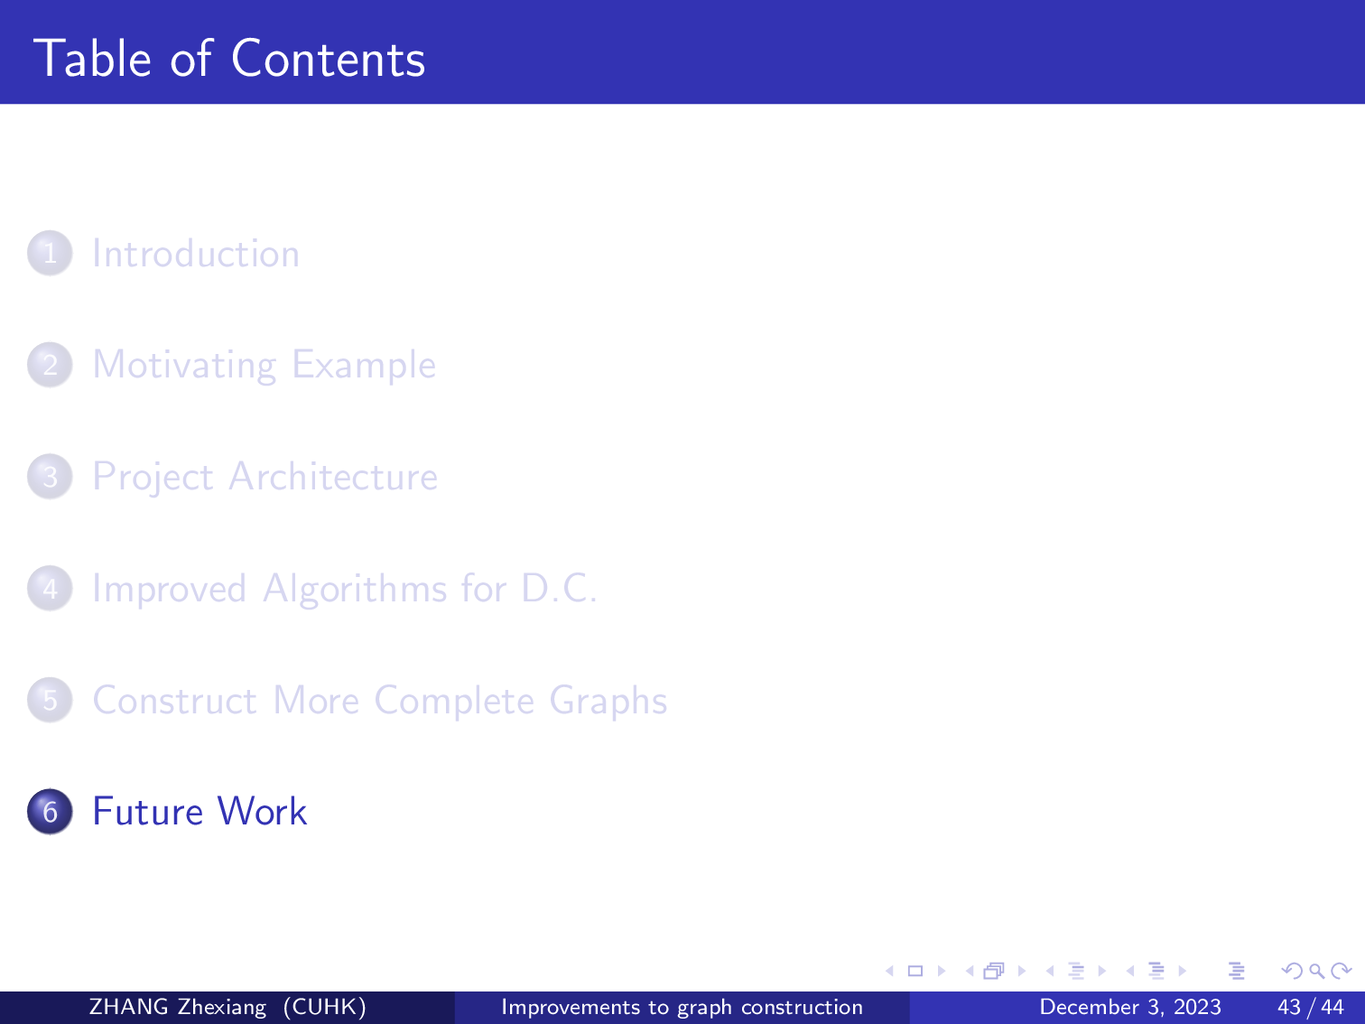 Table of Contents
1 Introduction
2 Motivating Example
3 Project Architecture
4 Improved Algorithms for D.C.
5 Construct More Complete Graphs
6 Future Work
ZHANG Zhexiang (CUHK) Improvements to graph construction December 3, 2023 43 / 44